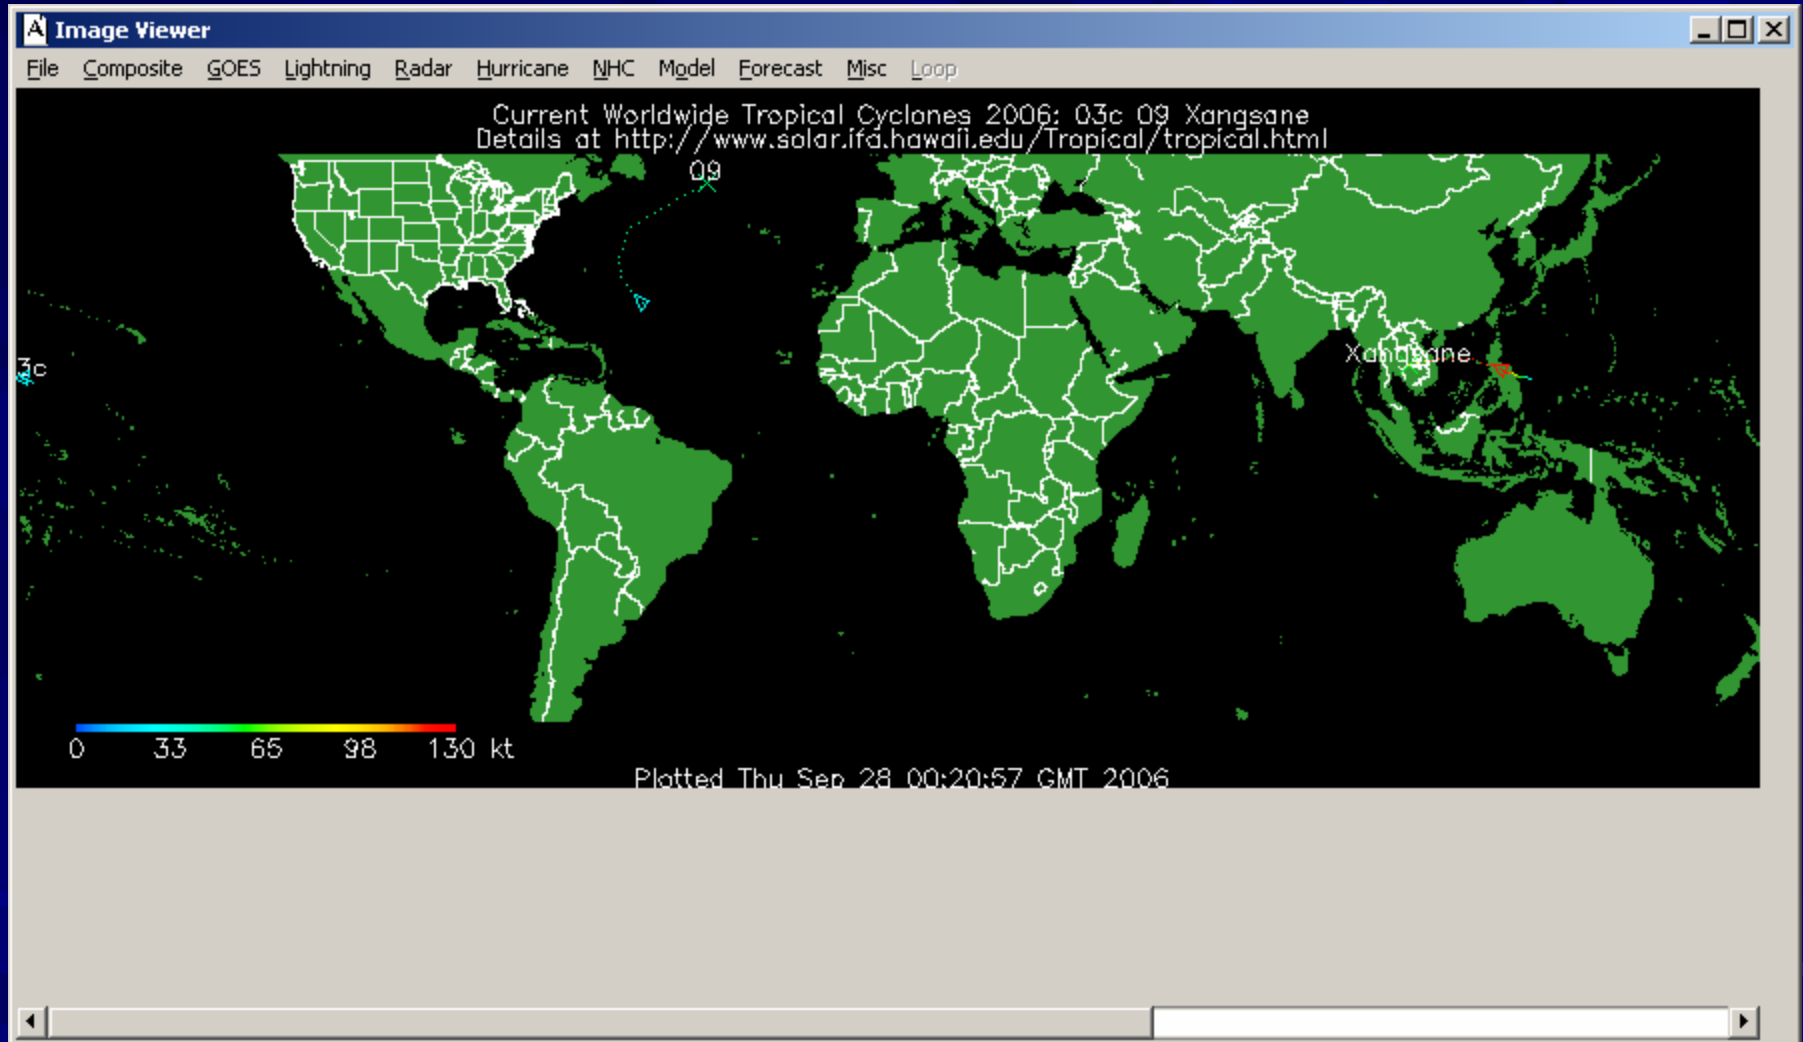 Image Viewer
File Composite GOES Lightning Radar Hurricane NHC Model Forecast Misc Loop
Current Worldwide Tropical Cyclones 2006: 03c 09 Xangsane
Details at http://www.solar.ifa.hawaii.edu/Tropical/tropical.html
09
Xangsane
3c
0 33 65 98 130 kt
Plotted Thu Sep 28 00:20:57 GMT 2006